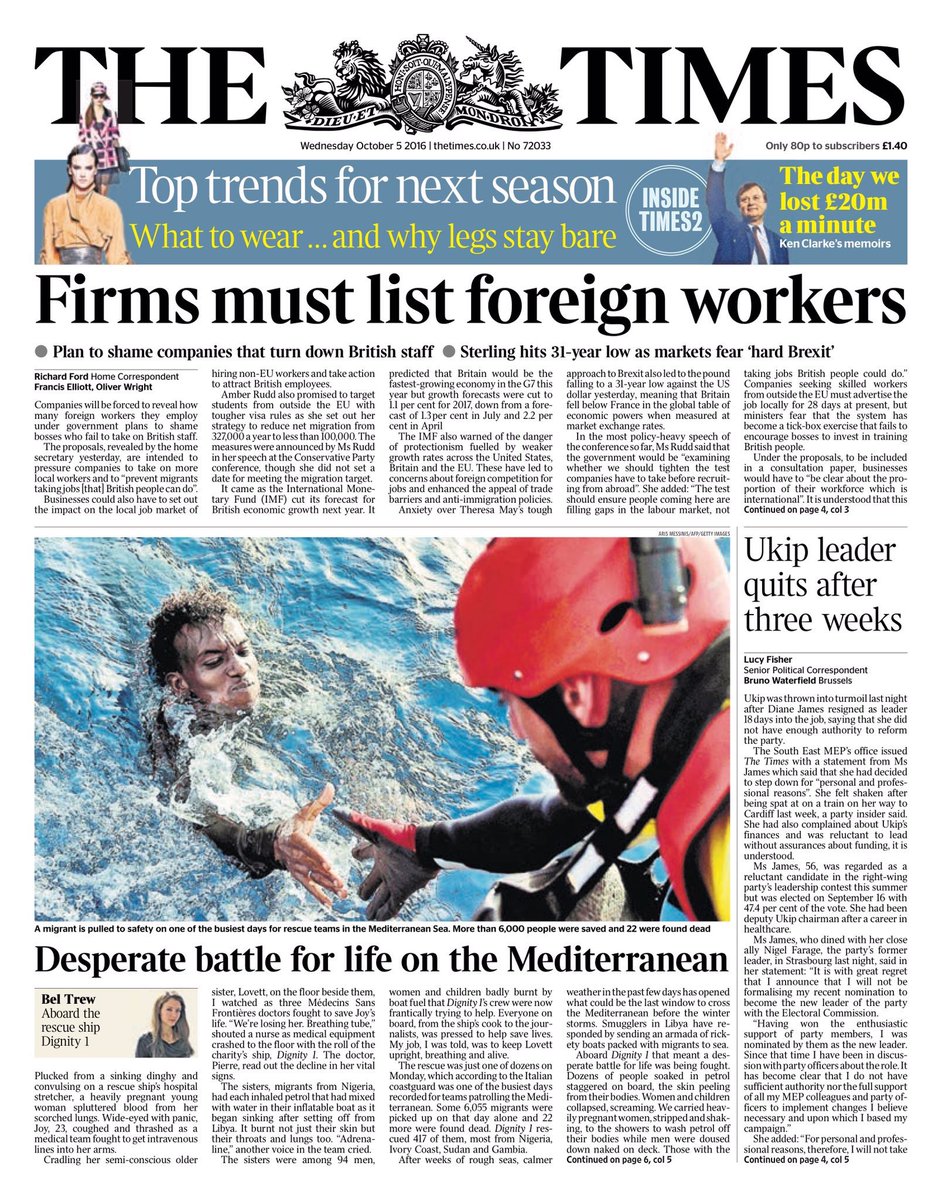 THE TIMES
HONI·SOIT·QUI·MAL·Y·PENSE
DIEU·ET MON·DROIT
Wednesday October 5 2016 | thetimes.co.uk | No 72033
Only 80p to subscribers £1.40
Top trends for next season
What to wear ... and why legs stay bare
INSIDE
TIMES2
The day we
lost £20m
a minute
Ken Clarke's memoirs
Firms must list foreign workers
● Plan to shame companies that turn down British staff ● Sterling hits 31-year low as markets fear ‘hard Brexit’
Richard Ford Home Correspondent
Francis Elliott, Oliver Wright
Companies will be forced to reveal how
many foreign workers they employ
under government plans to shame
bosses who fail to take on British staff.
The proposals, revealed by the home
secretary yesterday, are intended to
pressure companies to take on more
local workers and to “prevent migrants
taking jobs [that] British people can do”.
Businesses could also have to set out
the impact on the local job market of
hiring non-EU workers and take action
to attract British employees.
Amber Rudd also promised to target
students from outside the EU with
tougher visa rules as she set out her
strategy to reduce net migration from
327,000 a year to less than 100,000. The
measures were announced by Ms Rudd
in her speech at the Conservative Party
conference, though she did not set a
date for meeting the migration target.
It came as the International Mone-
tary Fund (IMF) cut its forecast for
British economic growth next year. It
predicted that Britain would be the
fastest-growing economy in the G7 this
year but growth forecasts were cut to
1.1 per cent for 2017, down from a fore-
cast of 1.3 per cent in July and 2.2 per
cent in April
The IMF also warned of the danger
of protectionism fuelled by weaker
growth rates across the United States,
Britain and the EU. These have led to
concerns about foreign competition for
jobs and enhanced the appeal of trade
barriers and anti-immigration policies.
Anxiety over Theresa May's tough
approach to Brexit also led to the pound
falling to a 31-year low against the US
dollar yesterday, meaning that Britain
fell below France in the global table of
economic powers when measured at
market exchange rates.
In the most policy-heavy speech of
the conference so far, Ms Rudd said that
the government would be “examining
whether we should tighten the test
companies have to take before recruit-
ing from abroad”. She added: “The test
should ensure people coming here are
filling gaps in the labour market, not
taking jobs British people could do.”
Companies seeking skilled workers
from outside the EU must advertise the
job locally for 28 days at present, but
ministers fear that the system has
become a tick-box exercise that fails to
encourage bosses to invest in training
British people.
Under the proposals, to be included
in a consultation paper, businesses
would have to “be clear about the pro-
portion of their workforce which is
international”. It is understood that this
Continued on page 4, col 3
ARIS MESSINIS/AFP/GETTY IMAGES
A migrant is pulled to safety on one of the busiest days for rescue teams in the Mediterranean Sea. More than 6,000 people were saved and 22 were found dead
Desperate battle for life on the Mediterranean
Bel Trew
Aboard the
rescue ship
Dignity 1
Plucked from a sinking dinghy and
convulsing on a rescue ship's hospital
stretcher, a heavily pregnant young
woman spluttered blood from her
scorched lungs. Wide-eyed with panic,
Joy, 23, coughed and thrashed as a
medical team fought to get intravenous
lines into her arms.
Cradling her semi-conscious older
sister, Lovett, on the floor beside them,
I watched as three Médecins Sans
Frontières doctors fought to save Joy's
life. “We're losing her. Breathing tube,”
shouted a nurse as medical equipment
crashed to the floor with the roll of the
charity's ship, Dignity 1. The doctor,
Pierre, read out the decline in her vital
signs.
The sisters, migrants from Nigeria,
had each inhaled petrol that had mixed
with water in their inflatable boat as it
began sinking after setting off from
Libya. It burnt not just their skin but
their throats and lungs too. “Adrena-
line,” another voice in the team cried.
The sisters were among 94 men,
women and children badly burnt by
boat fuel that Dignity 1's crew were now
frantically trying to help. Everyone on
board, from the ship's cook to the jour-
nalists, was pressed to help save lives.
My job, I was told, was to keep Lovett
upright, breathing and alive.
The rescue was just one of dozens on
Monday, which according to the Italian
coastguard was one of the busiest days
recorded for teams patrolling the Medi-
terranean. Some 6,055 migrants were
picked up on that day alone and 22
more were found dead. Dignity 1 res-
cued 417 of them, most from Nigeria,
Ivory Coast, Sudan and Gambia.
After weeks of rough seas, calmer
weather in the past few days has opened
what could be the last window to cross
the Mediterranean before the winter
storms. Smugglers in Libya have re-
sponded by sending an armada of rick-
ety boats packed with migrants to sea.
Aboard Dignity 1 that meant a des-
perate battle for life was being fought.
Dozens of people soaked in petrol
staggered on board, the skin peeling
from their bodies. Women and children
collapsed, screaming. We carried heav-
ily pregnant women, stripped and shak-
ing, to the showers to wash petrol off
their bodies while men were doused
down naked on deck. Those with the
Continued on page 6, col 5
Ukip leader
quits after
three weeks
Lucy Fisher
Senior Political Correspondent
Bruno Waterfield Brussels
Ukip was thrown into turmoil last night
after Diane James resigned as leader
18 days into the job, saying that she did
not have enough authority to reform
the party.
The South East MEP's office issued
The Times with a statement from Ms
James which said that she had decided
to step down for “personal and profes-
sional reasons”. She felt shaken after
being spat at on a train on her way to
Cardiff last week, a party insider said.
She had also complained about Ukip's
finances and was reluctant to lead
without assurances about funding, it is
understood.
Ms James, 56, was regarded as a
reluctant candidate in the right-wing
party's leadership contest this summer
but was elected on September 16 with
47.4 per cent of the vote. She had been
deputy Ukip chairman after a career in
healthcare.
Ms James, who dined with her close
ally Nigel Farage, the party's former
leader, in Strasbourg last night, said in
her statement: “It is with great regret
that I announce that I will not be
formalising my recent nomination to
become the new leader of the party
with the Electoral Commission.
“Having won the enthusiastic
support of party members, I was
nominated by them as the new leader.
Since that time I have been in discus-
sion with party officers about the role. It
has become clear that I do not have
sufficient authority nor the full support
of all my MEP colleagues and party of-
ficers to implement changes I believe
necessary and upon which I based my
campaign.”
She added: “For personal and profes-
sional reasons, therefore, I will not take
Continued on page 4, col 5